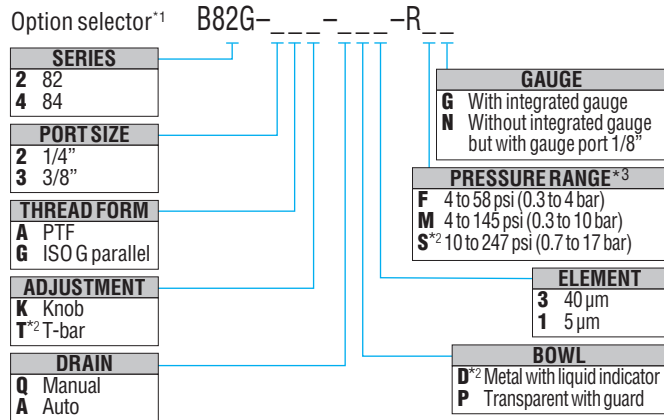 Option selector*1 B82G-_ _ _ -_ _ _ -R_ _
SERIES
2 82
4 84
PORT SIZE
2 1/4”
3 3/8”
THREAD FORM
A PTF
G ISO G parallel
ADJUSTMENT
K Knob
T*2 T-bar
DRAIN
Q Manual
A Auto
GAUGE
G With integrated gauge
N Without integrated gauge
but with gauge port 1/8”
PRESSURE RANGE*3
F 4 to 58 psi (0.3 to 4 bar)
M 4 to 145 psi (0.3 to 10 bar)
S*2 10 to 247 psi (0.7 to 17 bar)
ELEMENT
3 40 µm
1 5 µm
BOWL
D*2 Metal with liquid indicator
P Transparent with guard